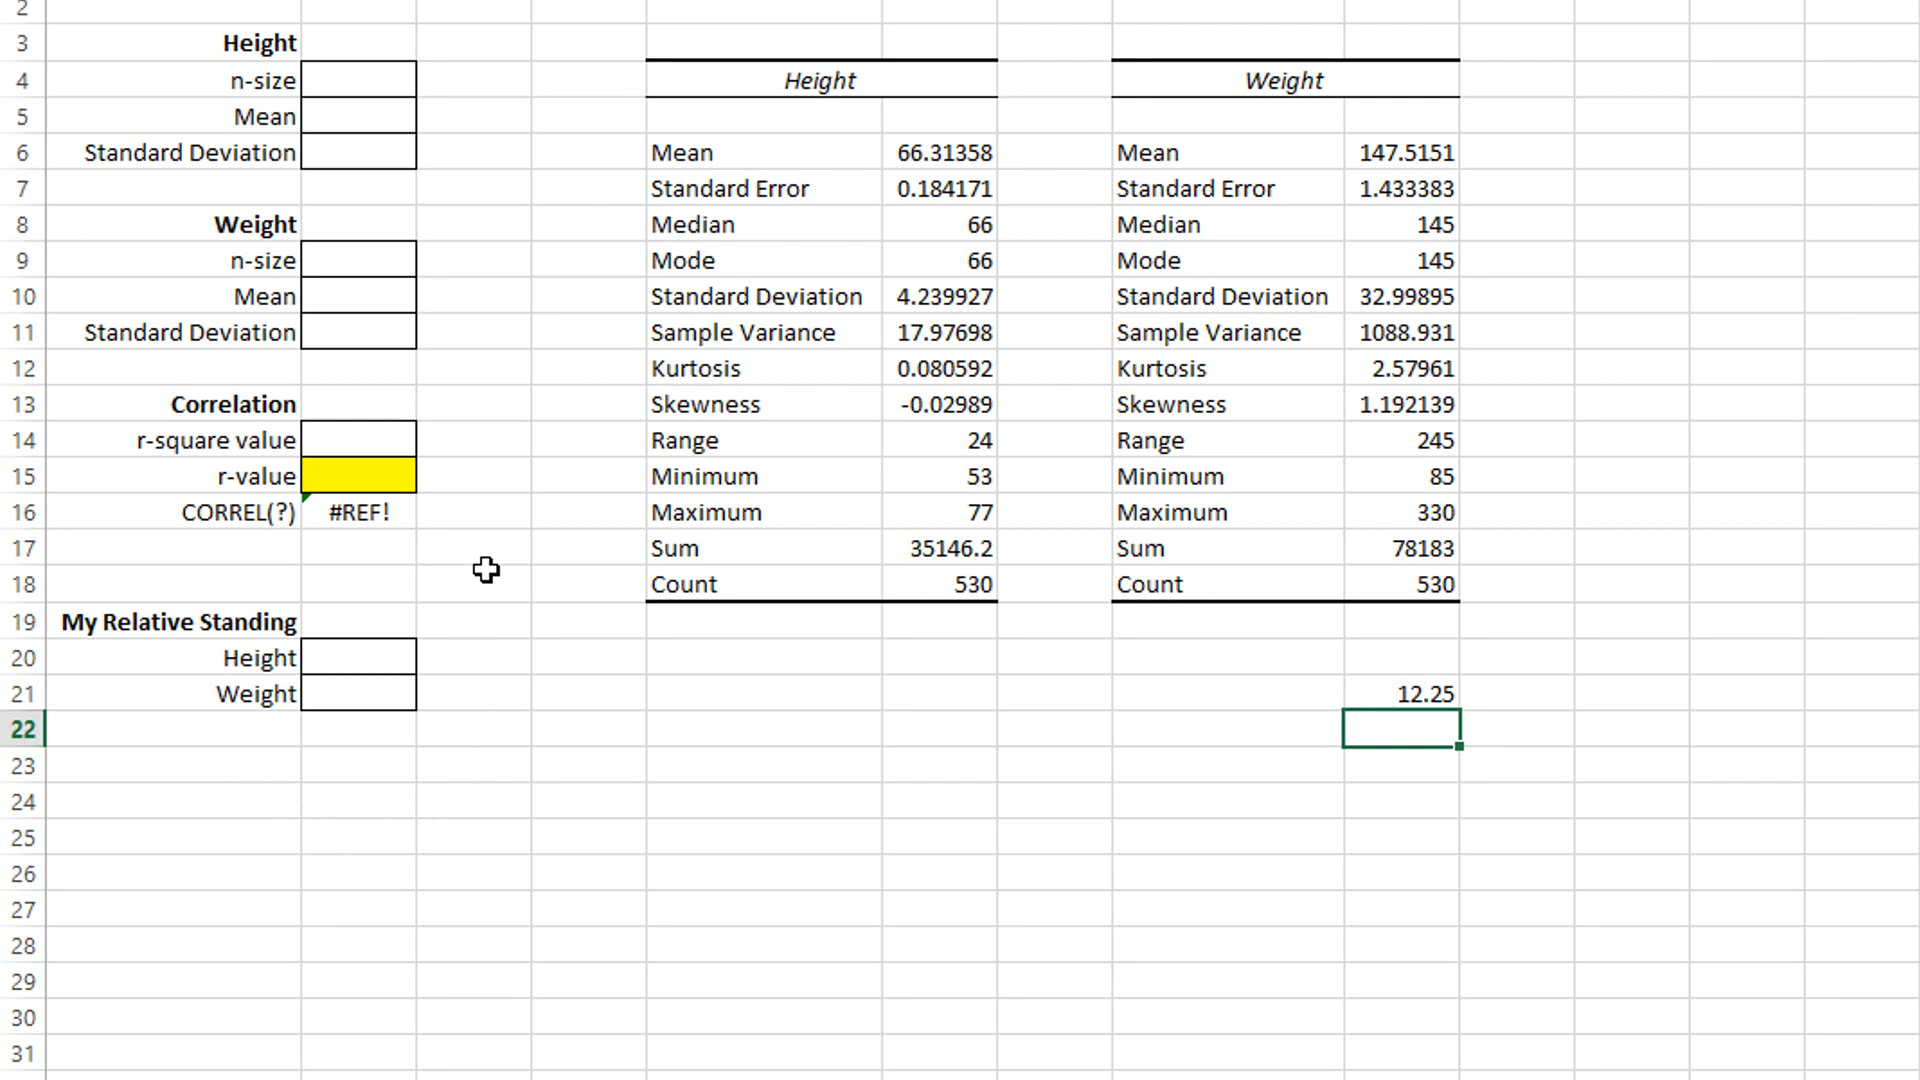 2
3 Height
4 n-size Height Weight
5 Mean
6 Standard Deviation Mean 66.31358 Mean 147.5151
7 Standard Error 0.184171 Standard Error 1.433383
8 Weight Median 66 Median 145
9 n-size Mode 66 Mode 145
10 Mean Standard Deviation 4.239927 Standard Deviation 32.99895
11 Standard Deviation Sample Variance 17.97698 Sample Variance 1088.931
12 Kurtosis 0.080592 Kurtosis 2.57961
13 Correlation Skewness -0.02989 Skewness 1.192139
14 r-square value Range 24 Range 245
15 r-value Minimum 53 Minimum 85
16 CORREL(?) #REF! Maximum 77 Maximum 330
17 Sum 35146.2 Sum 78183
18 Count 530 Count 530
19 My Relative Standing
20 Height
21 Weight 12.25
22
23
24
25
26
27
28
29
30
31